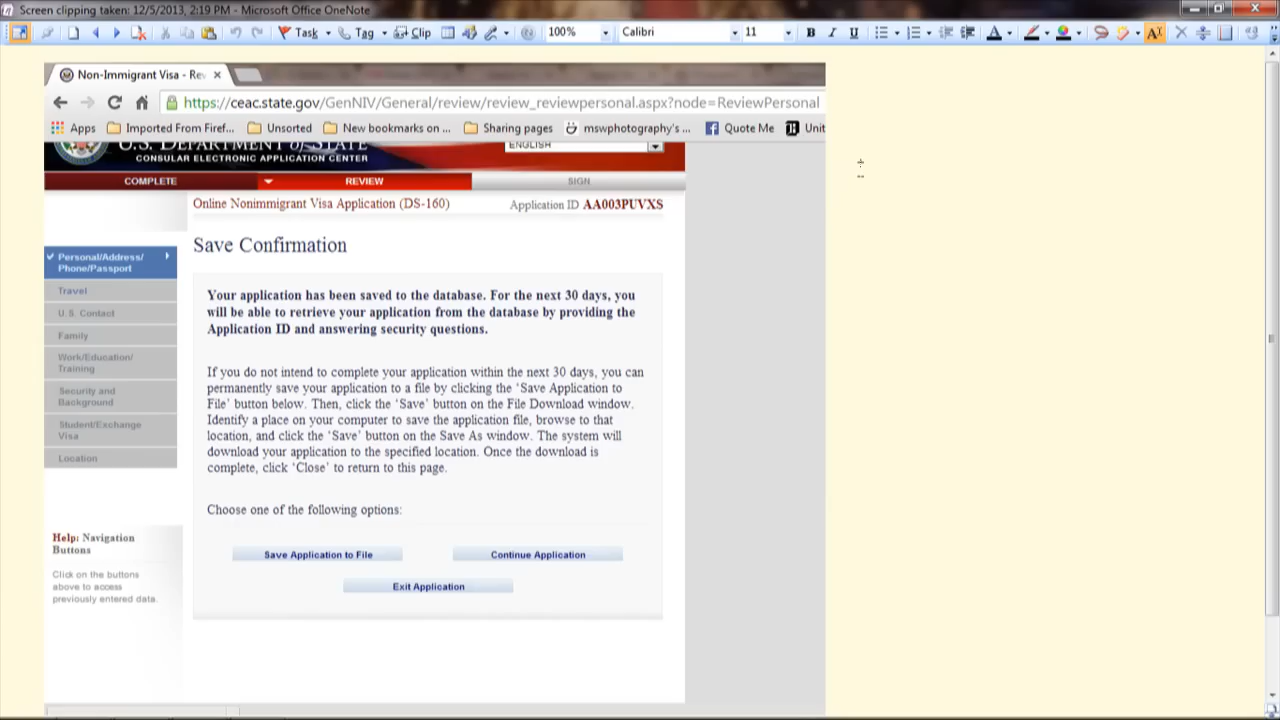 Screen clipping taken: 12/5/2013, 2:19 PM - Microsoft Office OneNote
Task Tag Clip 100% Calibri 11 B I U A A
Non-Immigrant Visa - Rev
https://ceac.state.gov/GenNIV/General/review/review_reviewpersonal.aspx?node=ReviewPersonal
Apps Imported From Firef... Unsorted New bookmarks on ... Sharing pages mswphotography's ... Quote Me Unit
U.S. DEPARTMENT of STATE ENGLISH
CONSULAR ELECTRONIC APPLICATION CENTER
COMPLETE REVIEW SIGN
Online Nonimmigrant Visa Application (DS-160) Application ID AA003PUVXS
Save Confirmation
Personal/Address/
Phone/Passport
Travel
U.S. Contact
Family
Work/Education/
Training
Security and
Background
Student/Exchange
Visa
Location
Help: Navigation
Buttons
Click on the buttons
above to access
previously entered data.
Your application has been saved to the database. For the next 30 days, you
will be able to retrieve your application from the database by providing the
Application ID and answering security questions.
If you do not intend to complete your application within the next 30 days, you can
permanently save your application to a file by clicking the 'Save Application to
File' button below. Then, click the 'Save' button on the File Download window.
Identify a place on your computer to save the application file, browse to that
location, and click the 'Save' button on the Save As window. The system will
download your application to the specified location. Once the download is
complete, click 'Close' to return to this page.
Choose one of the following options:
Save Application to File Continue Application
Exit Application